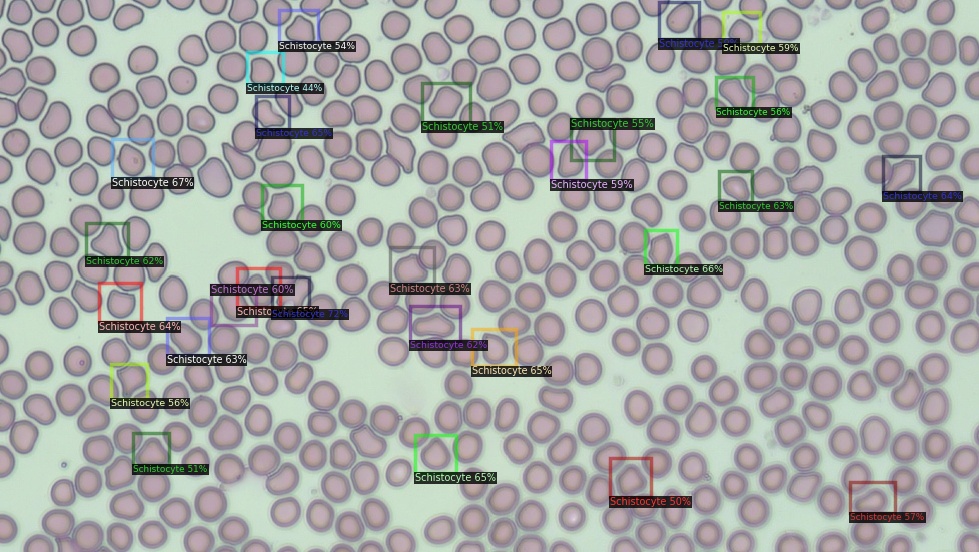 Schistocyte 54%
Schistocyte
Schistocyte 59%
Schistocyte 44%
Schistocyte 56%
Schistocyte 51%
Schistocyte 55%
Schistocyte 65%
Schistocyte 67%
Schistocyte 59%
Schistocyte 64%
Schistocyte 63%
Schistocyte 60%
Schistocyte 62%
Schistocyte 66%
Schistocyte 60%
Schistocyte 63%
Schistocyte 72%
Schistocyte 64%
Schistocyte 62%
Schistocyte 63%
Schistocyte 65%
Schistocyte 56%
Schistocyte 51%
Schistocyte 65%
Schistocyte 50%
Schistocyte 57%